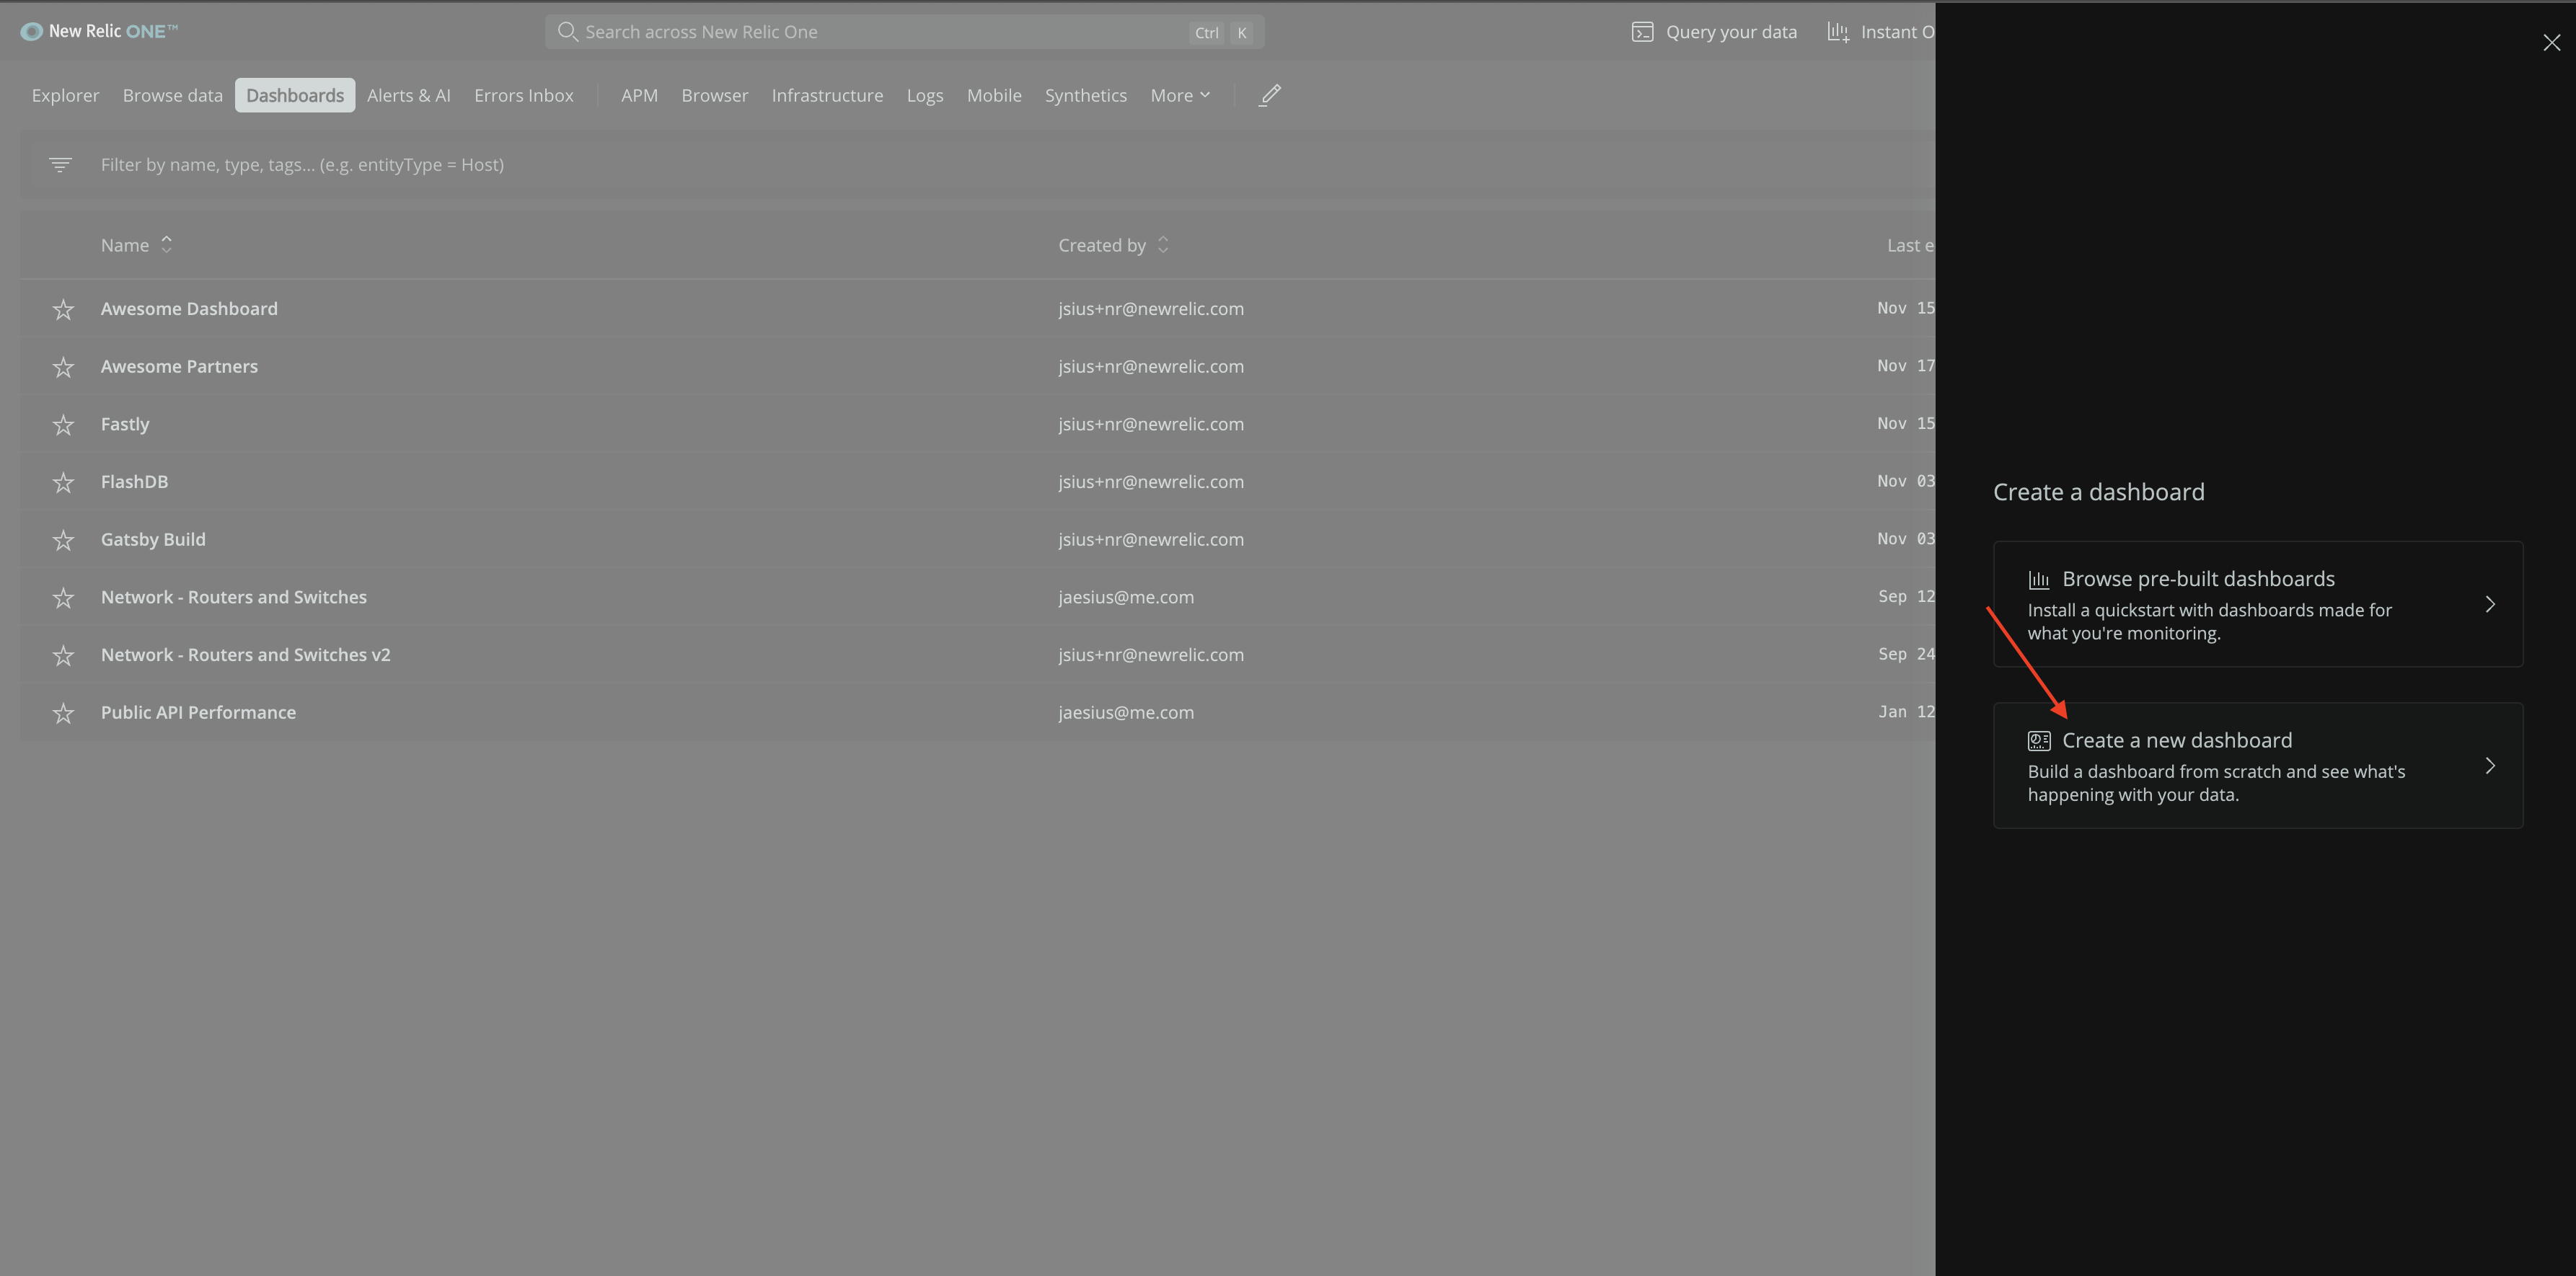 New Relic ONE™
Search across New Relic One Ctrl K
Query your data Instant O
Explorer Browse data Dashboards Alerts & AI Errors Inbox APM Browser Infrastructure Logs Mobile Synthetics More
Filter by name, type, tags... (e.g. entityType = Host)
Name Created by Last e
Awesome Dashboard jsius+nr@newrelic.com Nov 15
Awesome Partners jsius+nr@newrelic.com Nov 17
Fastly jsius+nr@newrelic.com Nov 15
FlashDB jsius+nr@newrelic.com Nov 03
Gatsby Build jsius+nr@newrelic.com Nov 03
Network - Routers and Switches jaesius@me.com Sep 12
Network - Routers and Switches v2 jsius+nr@newrelic.com Sep 24
Public API Performance jaesius@me.com Jan 12
Create a dashboard
Browse pre-built dashboards
Install a quickstart with dashboards made for
what you're monitoring.
Create a new dashboard
Build a dashboard from scratch and see what's
happening with your data.